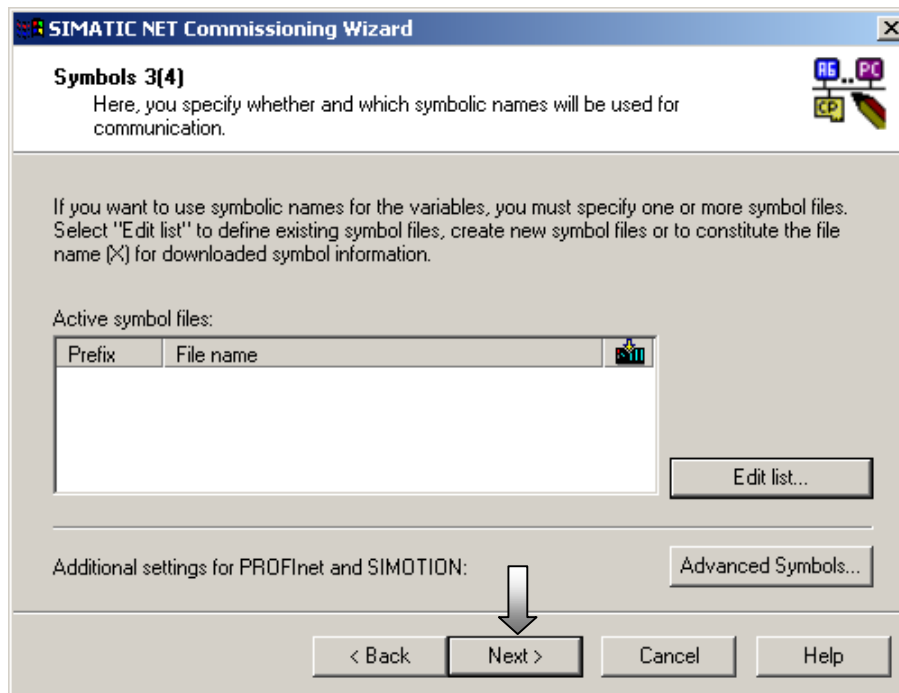 SIMATIC NET Commissioning Wizard
Symbols 3(4)
Here, you specify whether and which symbolic names will be used for
communication.
AG
PC
CP
If you want to use symbolic names for the variables, you must specify one or more symbol files.
Select "Edit list" to define existing symbol files, create new symbol files or to constitute the file
name (X) for downloaded symbol information.
Active symbol files:
Prefix File name
Edit list...
Additional settings for PROFInet and SIMOTION:
Advanced Symbols...
< Back Next > Cancel Help